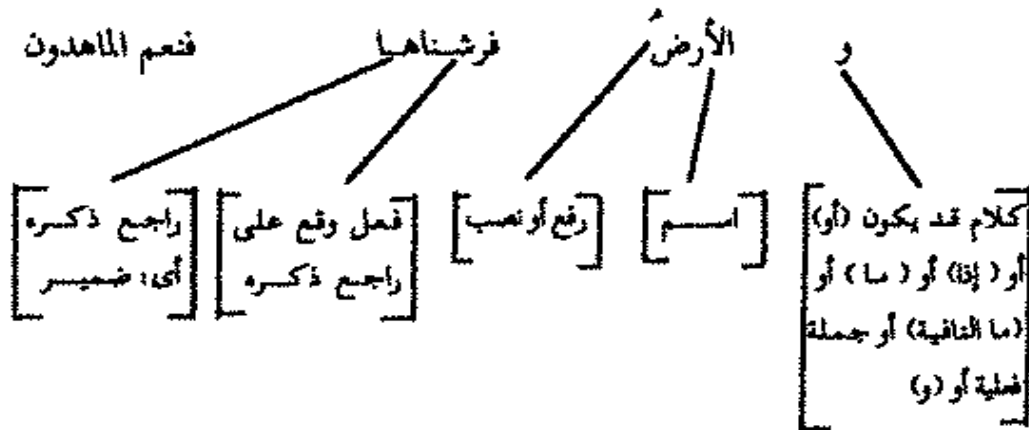 و الأرضُ فرشناها فنعم الماهدون
كلام قد يكون (أو)
أو (إذا) أو (ما) أو
(ما النافية) أو جملة
فعلية أو (و)
اسم
رفع أو نصب
فعل وقع على
راجع ذكره
راجع ذكره
أى: ضمير